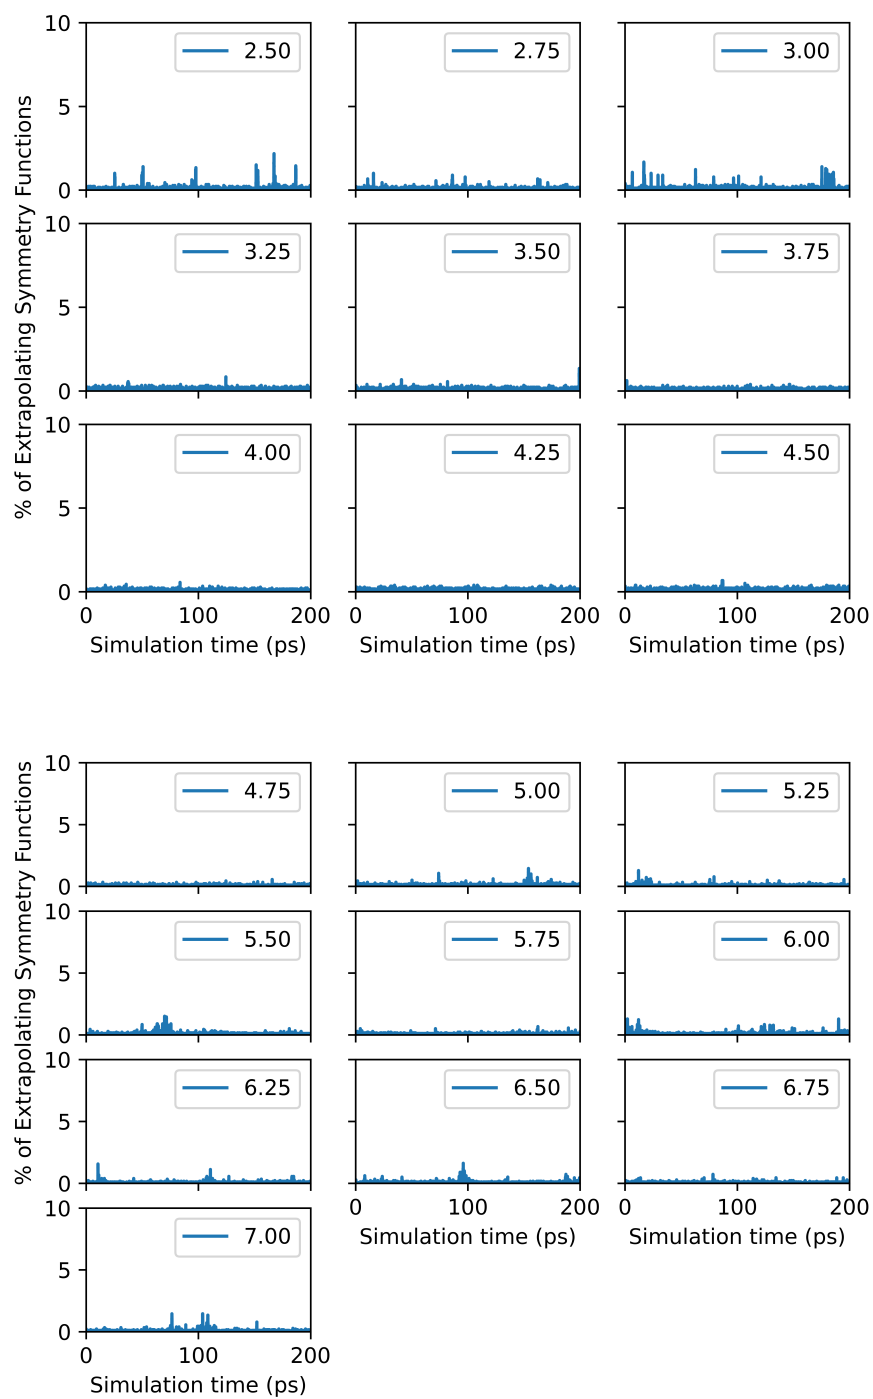 10
5
0
2.50
2.75
3.00
10
5
0
3.25
3.50
3.75
10
5
0
4.00
4.25
4.50
% of Extrapolating Symmetry Functions
0 100 200
0 100 200
0 100 200
Simulation time (ps)
Simulation time (ps)
Simulation time (ps)
10
5
0
4.75
5.00
5.25
10
5
0
5.50
5.75
6.00
10
5
0
6.25
6.50
6.75
% of Extrapolating Symmetry Functions
0 100 200
0 100 200
Simulation time (ps)
Simulation time (ps)
10
5
0
7.00
0 100 200
Simulation time (ps)